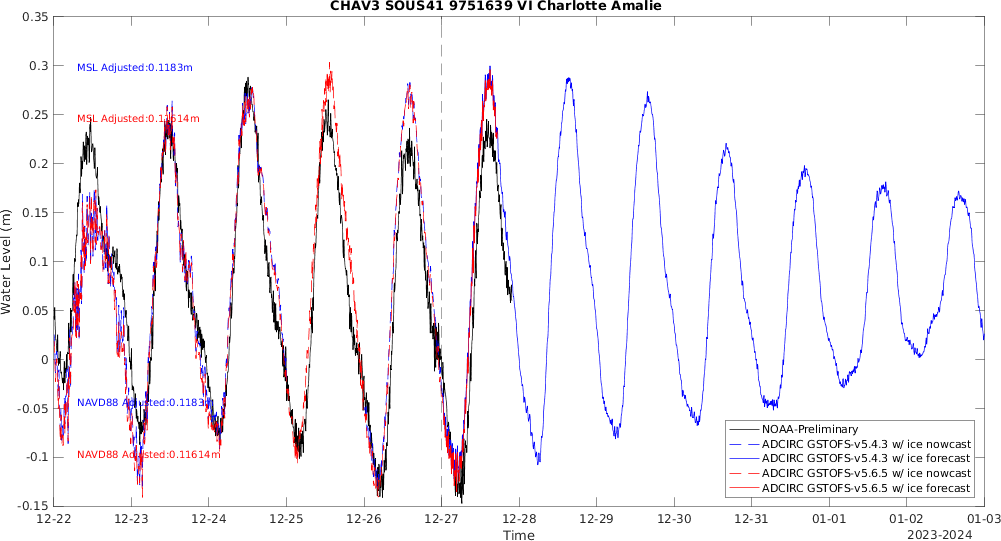 CHAV3 SOUS41 9751639 VI Charlotte Amalie
0.35
0.3
0.25
0.2
0.15
0.1
0.05
0
-0.05
-0.1
-0.15
Water Level (m)
MSL Adjusted:0.1183m
MSL Adjusted:0.11614m
NAVD88 Adjusted:0.1183m
NAVD88 Adjusted:0.11614m
NOAA-Preliminary
ADCIRC GSTOFS-v5.4.3 w/ ice nowcast
ADCIRC GSTOFS-v5.4.3 w/ ice forecast
ADCIRC GSTOFS-v5.6.5 w/ ice nowcast
ADCIRC GSTOFS-v5.6.5 w/ ice forecast
12-22 12-23 12-24 12-25 12-26 12-27 12-28 12-29 12-30 12-31 01-01 01-02 01-03
Time
2023-2024